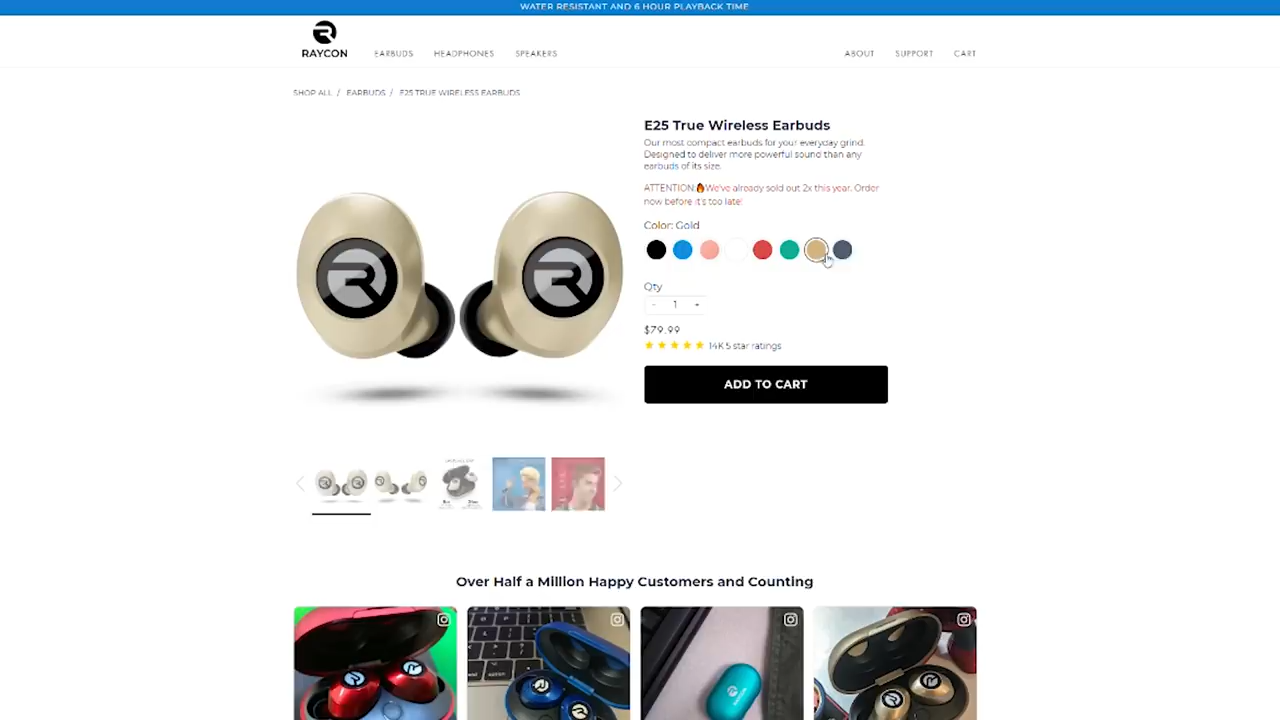 WATER RESISTANT AND 6 HOUR PLAYBACK TIME
RAYCON
EARBUDS
HEADPHONES
SPEAKERS
ABOUT
SUPPORT
CART
SHOP ALL / EARBUDS / E25 TRUE WIRELESS EARBUDS
E25 True Wireless Earbuds
Our most compact earbuds for your everyday grind.
Designed to deliver more powerful sound than any
earbuds of its size.
ATTENTION:🔥We've already sold out 2x this year. Order
now before it's too late!
Color: Gold
Qty
- 1 +
$79.99
14K 5 star ratings
ADD TO CART
Over Half a Million Happy Customers and Counting